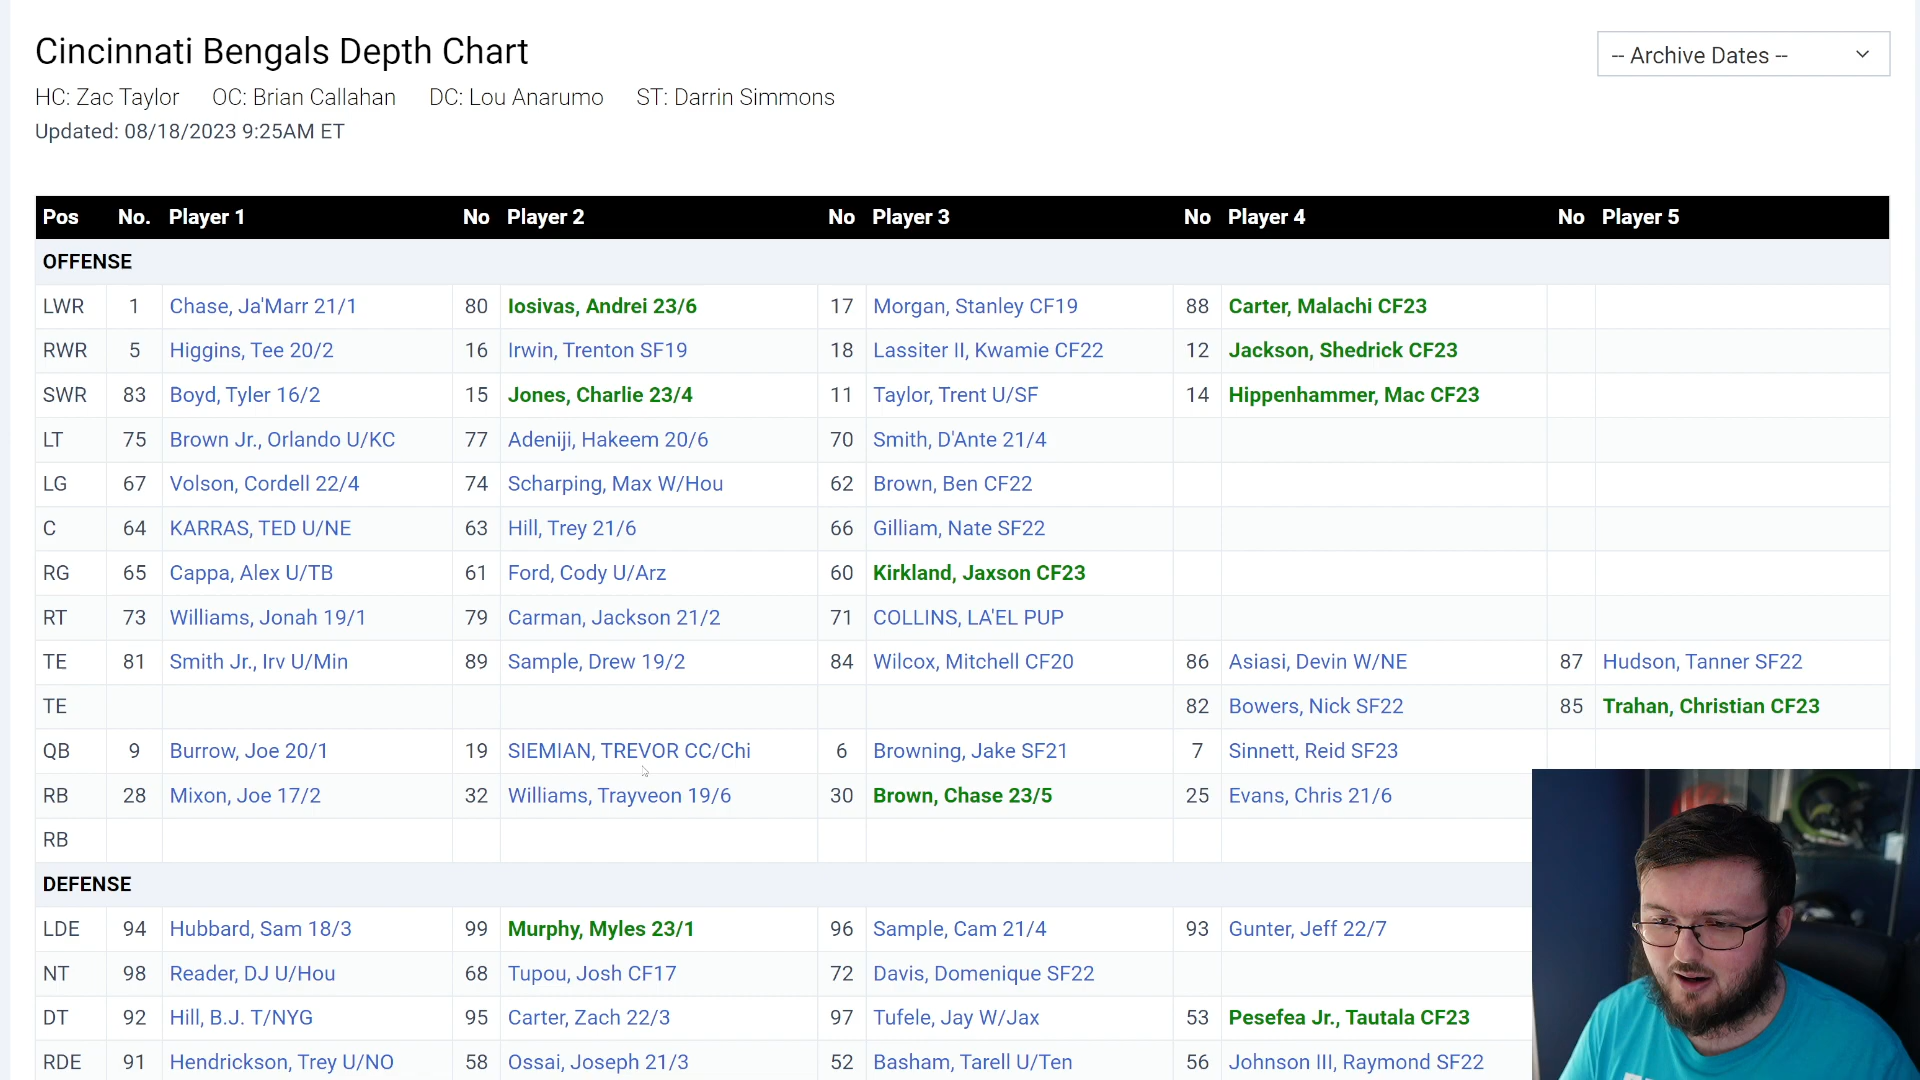 Cincinnati Bengals Depth Chart
-- Archive Dates --
HC: Zac Taylor OC: Brian Callahan DC: Lou Anarumo ST: Darrin Simmons
Updated: 08/18/2023 9:25AM ET
Pos No. Player 1 No Player 2 No Player 3 No Player 4 No Player 5
OFFENSE
LWR 1 Chase, Ja'Marr 21/1 80 Iosivas, Andrei 23/6 17 Morgan, Stanley CF19 88 Carter, Malachi CF23
RWR 5 Higgins, Tee 20/2 16 Irwin, Trenton SF19 18 Lassiter II, Kwamie CF22 12 Jackson, Shedrick CF23
SWR 83 Boyd, Tyler 16/2 15 Jones, Charlie 23/4 11 Taylor, Trent U/SF 14 Hippenhammer, Mac CF23
LT 75 Brown Jr., Orlando U/KC 77 Adeniji, Hakeem 20/6 70 Smith, D'Ante 21/4
LG 67 Volson, Cordell 22/4 74 Scharping, Max W/Hou 62 Brown, Ben CF22
C 64 KARRAS, TED U/NE 63 Hill, Trey 21/6 66 Gilliam, Nate SF22
RG 65 Cappa, Alex U/TB 61 Ford, Cody U/Arz 60 Kirkland, Jaxson CF23
RT 73 Williams, Jonah 19/1 79 Carman, Jackson 21/2 71 COLLINS, LA'EL PUP
TE 81 Smith Jr., Irv U/Min 89 Sample, Drew 19/2 84 Wilcox, Mitchell CF20 86 Asiasi, Devin W/NE 87 Hudson, Tanner SF22
TE 82 Bowers, Nick SF22 85 Trahan, Christian CF23
QB 9 Burrow, Joe 20/1 19 SIEMIAN, TREVOR CC/Chi 6 Browning, Jake SF21 7 Sinnett, Reid SF23
RB 28 Mixon, Joe 17/2 32 Williams, Trayveon 19/6 30 Brown, Chase 23/5 25 Evans, Chris 21/6
RB
DEFENSE
LDE 94 Hubbard, Sam 18/3 99 Murphy, Myles 23/1 96 Sample, Cam 21/4 93 Gunter, Jeff 22/7
NT 98 Reader, DJ U/Hou 68 Tupou, Josh CF17 72 Davis, Domenique SF22
DT 92 Hill, B.J. T/NYG 95 Carter, Zach 22/3 97 Tufele, Jay W/Jax 53 Pesefea Jr., Tautala CF23
RDE 91 Hendrickson, Trey U/NO 58 Ossai, Joseph 21/3 52 Basham, Tarell U/Ten 56 Johnson III, Raymond SF22